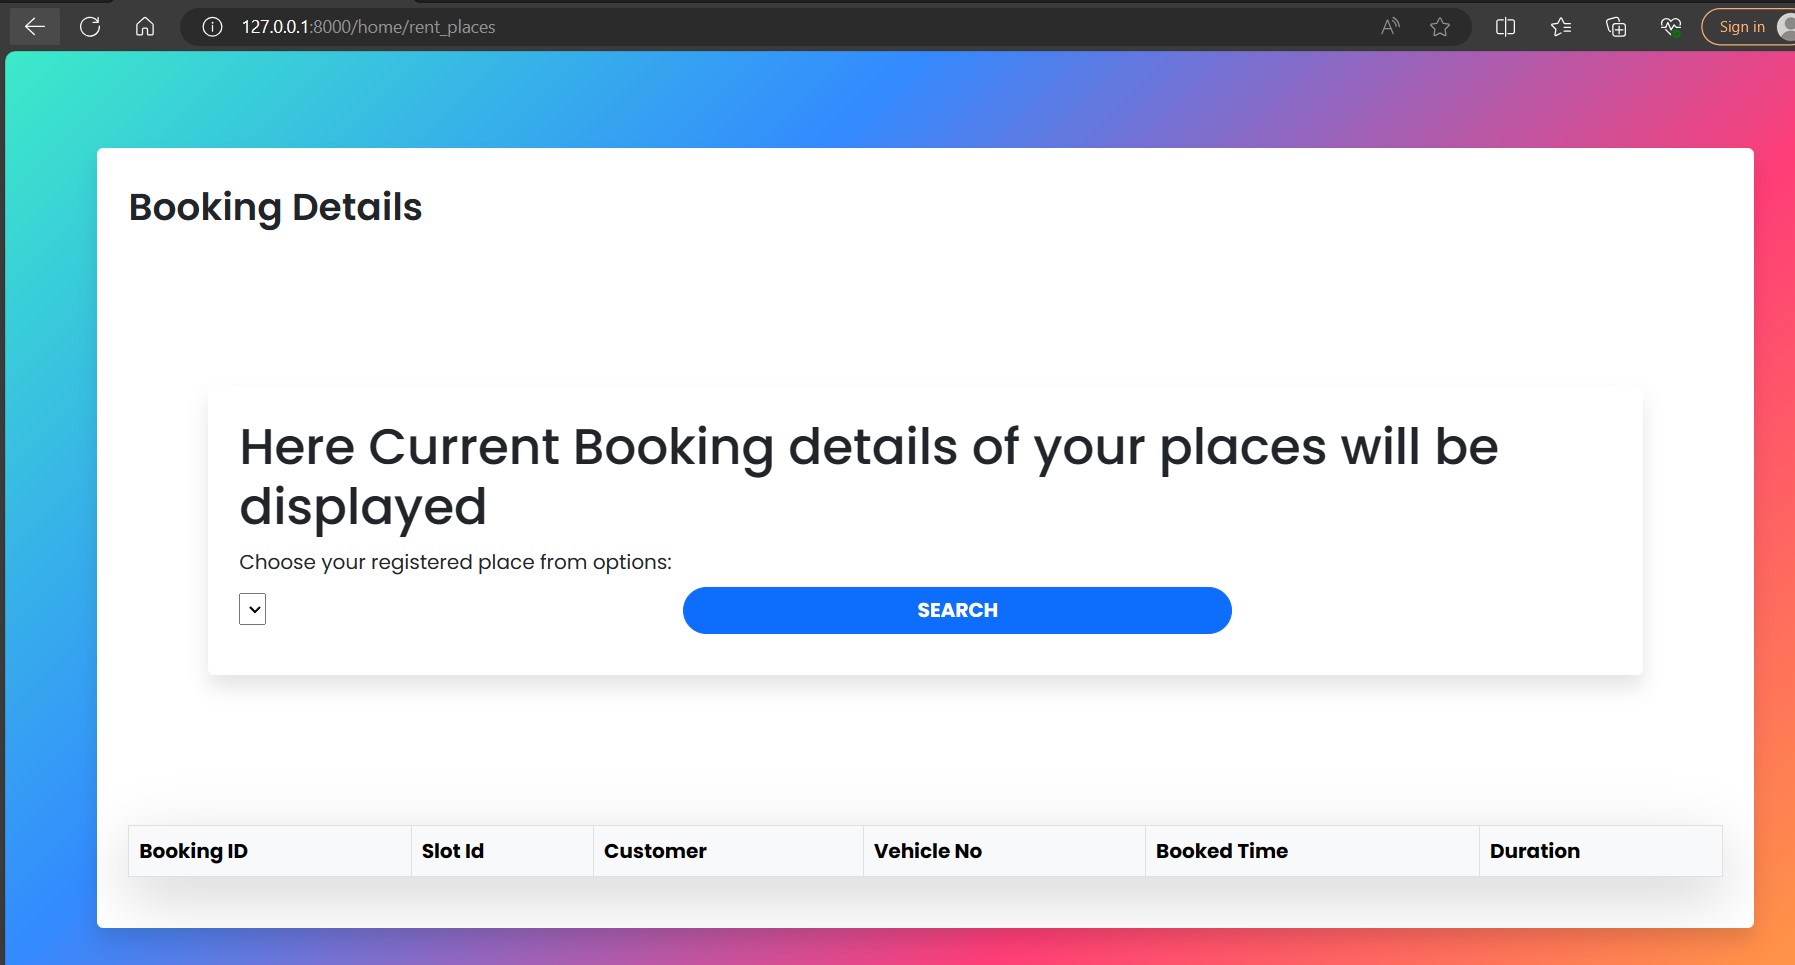 127.0.0.1:8000/home/rent_places
Sign in
Booking Details
Here Current Booking details of your places will be
displayed
Choose your registered place from options:
SEARCH
Booking ID Slot Id Customer Vehicle No Booked Time Duration